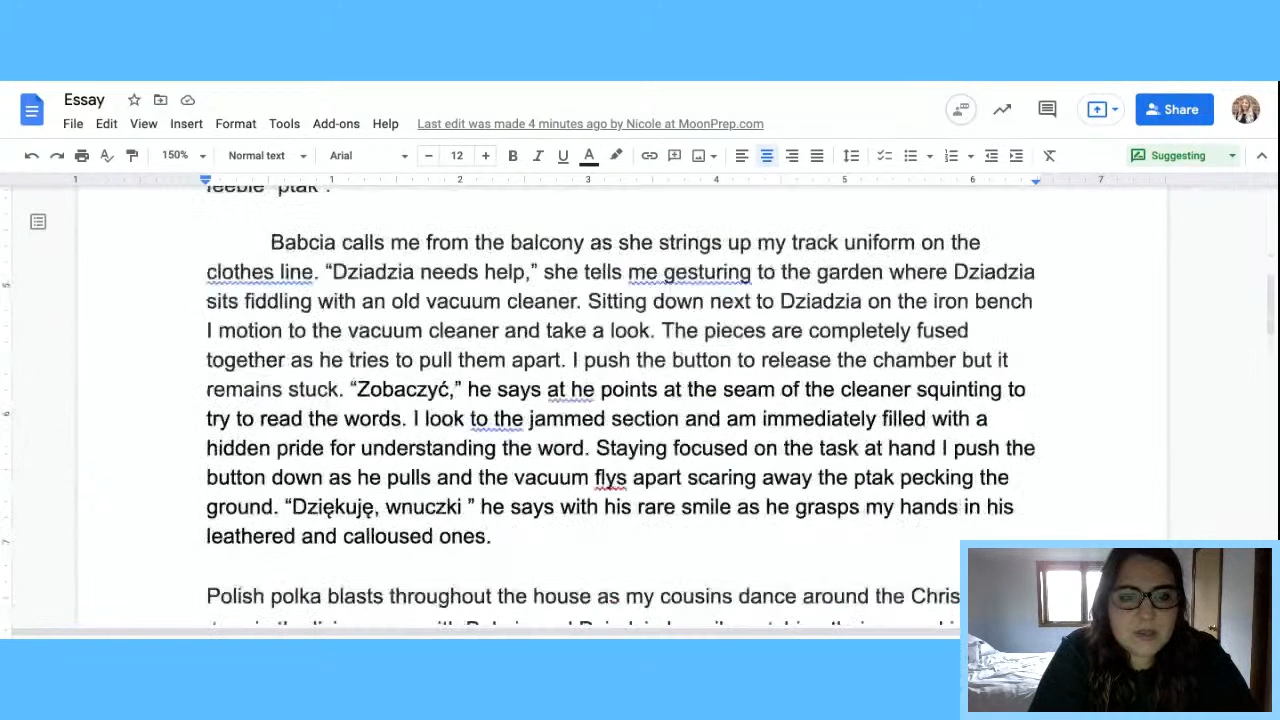 Essay
File Edit View Insert Format Tools Add-ons Help Last edit was made 4 minutes ago by Nicole at MoonPrep.com
Share
150% Normal text Arial − 12 + B I U A Suggesting
1 1 2 3 4 5 6 7
feeble “ptak”.
Babcia calls me from the balcony as she strings up my track uniform on the
clothes line. “Dziadzia needs help,” she tells me gesturing to the garden where Dziadzia
sits fiddling with an old vacuum cleaner. Sitting down next to Dziadzia on the iron bench
I motion to the vacuum cleaner and take a look. The pieces are completely fused
together as he tries to pull them apart. I push the button to release the chamber but it
remains stuck. “Zobaczyć,” he says at he points at the seam of the cleaner squinting to
try to read the words. I look to the jammed section and am immediately filled with a
hidden pride for understanding the word. Staying focused on the task at hand I push the
button down as he pulls and the vacuum flys apart scaring away the ptak pecking the
ground. “Dziękuję, wnuczki ” he says with his rare smile as he grasps my hands in his
leathered and calloused ones.
Polish polka blasts throughout the house as my cousins dance around the Chris